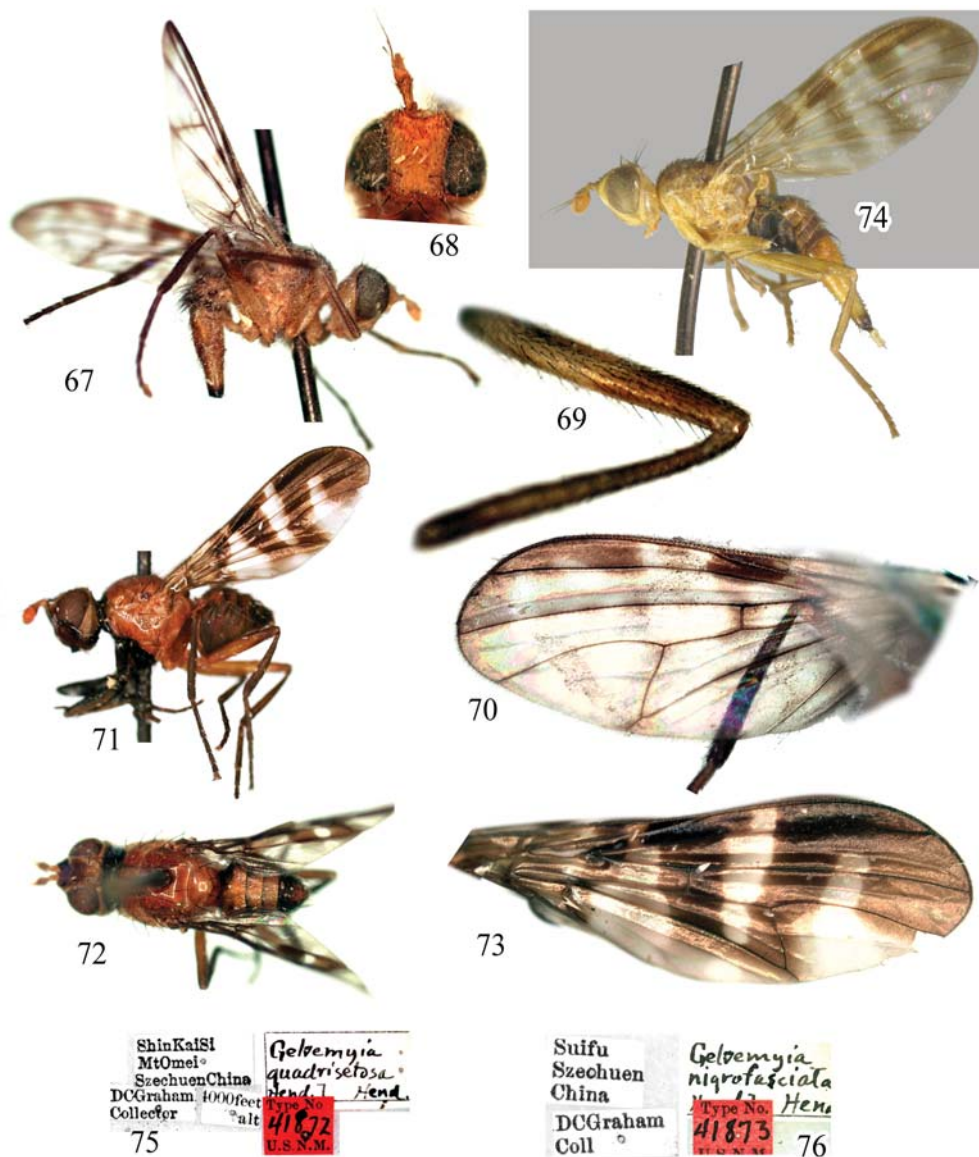 68
74
67
69
71
70
72
73
ShinKaiSi
MtOmei
SzechuenChina
DCGraham
Collector
4000feet
alt
Geloemyia
quadrisetosa
Hend.
Type No
41872
U.S.N.M.
75
Suifu
Szechuen
China
DCGraham
Coll
Geloemyia
nigrofasciata
Hen
Type No.
41873
U.S.N.M.
76